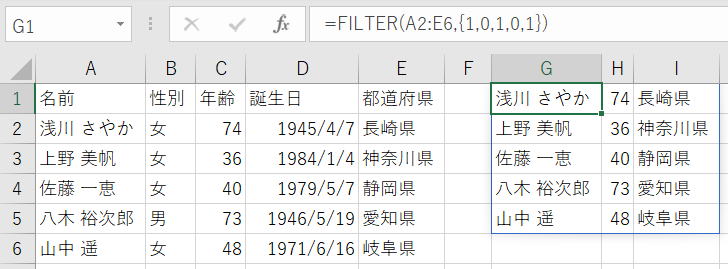 G1 fx =FILTER(A2:E6,{1,0,1,0,1})
A B C D E F G H I
1 名前 性別 年齢 誕生日 都道府県 浅川 さやか 74 長崎県
2 浅川 さやか 女 74 1945/4/7 長崎県 上野 美帆 36 神奈川県
3 上野 美帆 女 36 1984/1/4 神奈川県 佐藤 一恵 40 静岡県
4 佐藤 一恵 女 40 1979/5/7 静岡県 八木 裕次郎 73 愛知県
5 八木 裕次郎 男 73 1946/5/19 愛知県 山中 遥 48 岐阜県
6 山中 遥 女 48 1971/6/16 岐阜県